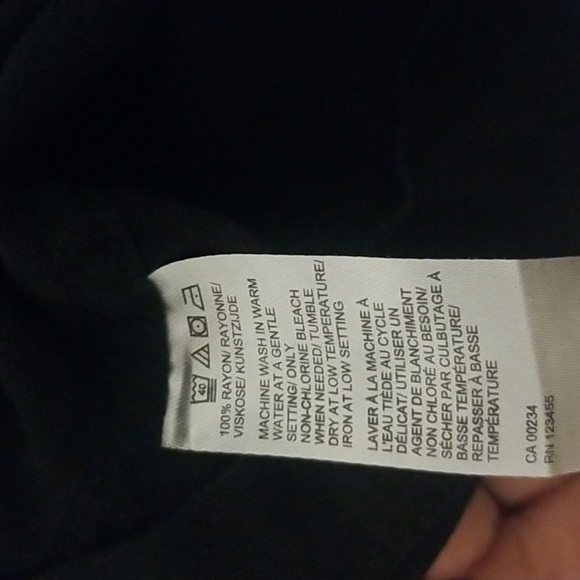 40
100% RAYON/ RAYONNE/
VISKOSE/ KUNSTZIJDE
MACHINE WASH IN WARM
WATER AT A GENTLE
SETTING/ ONLY
NON-CHLORINE BLEACH
WHEN NEEDED/ TUMBLE
DRY AT LOW TEMPERATURE/
IRON AT LOW SETTING
LAVER À LA MACHINE À
L'EAU TIÈDE AU CYCLE
DÉLICAT/ UTILISER UN
AGENT DE BLANCHIMENT
NON CHLORÉ AU BESOIN/
SÉCHER PAR CULBUTAGE À
BASSE TEMPÉRATURE/
REPASSER À BASSE
TEMPÉRATURE
CA 00234
RN 123455